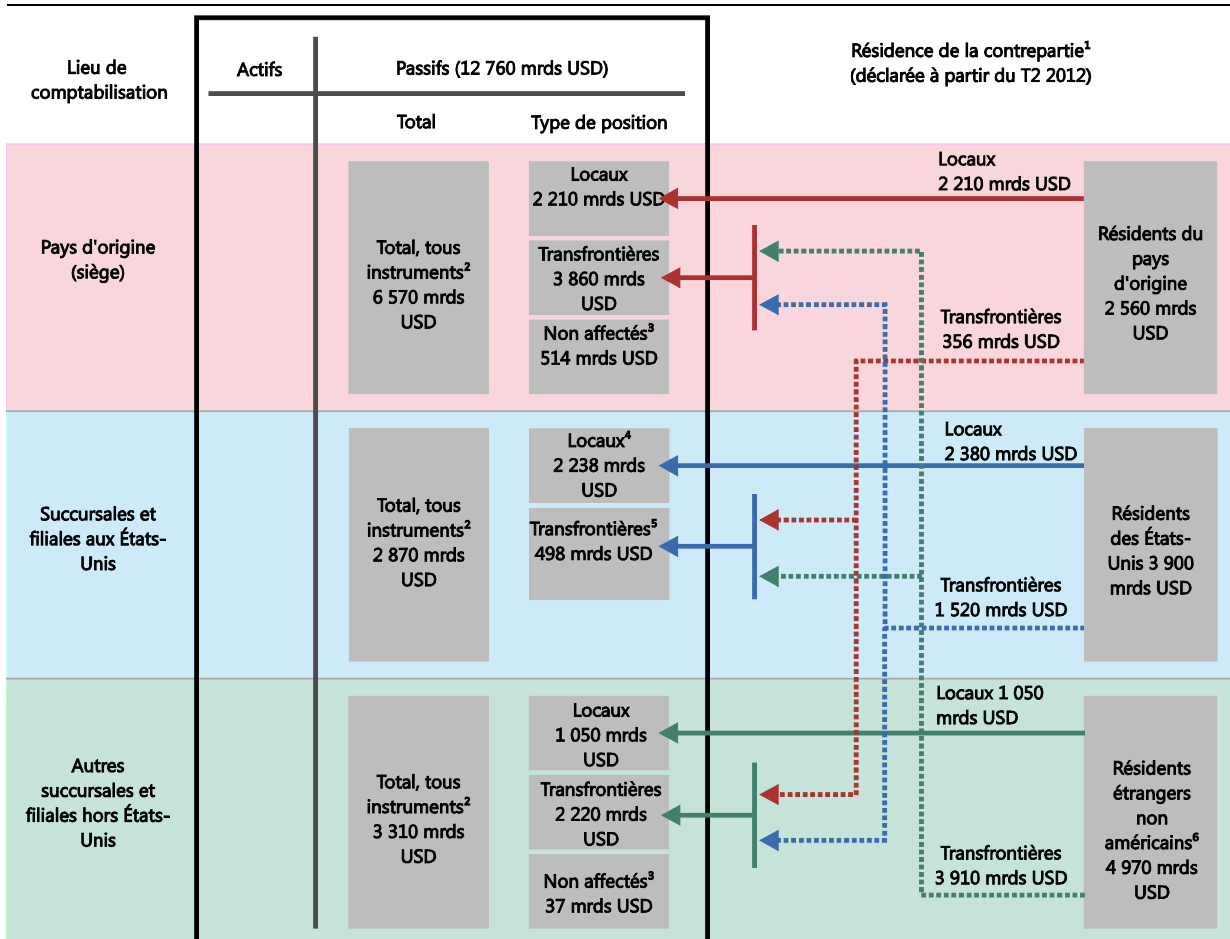 Lieu de
comptabilisation
Actifs
Passifs (12 760 mrds USD)
Total
Type de position
Résidence de la contrepartie¹
(déclarée à partir du T2 2012)
Pays d'origine
(siège)
Total, tous
instruments²
6 570 mrds
USD
Locaux
2 210 mrds USD
Transfrontières
3 860 mrds
USD
Non affectés³
514 mrds USD
Locaux
2 210 mrds USD
Transfrontières
356 mrds USD
Résidents du
pays
d'origine
2 560 mrds
USD
Succursales et
filiales aux États-
Unis
Total, tous
instruments²
2 870 mrds
USD
Locaux⁴
2 238 mrds
USD
Transfrontières⁵
498 mrds USD
Locaux
2 380 mrds USD
Transfrontières
1 520 mrds USD
Résidents
des États-
Unis 3 900
mrds USD
Autres
succursales et
filiales hors États-
Unis
Total, tous
instruments²
3 310 mrds
USD
Locaux
1 050 mrds
USD
Transfrontières
2 220 mrds
USD
Non affectés³
37 mrds USD
Locaux 1 050
mrds USD
Transfrontières
3 910 mrds USD
Résidents
étrangers
non
américains⁶
4 970 mrds
USD